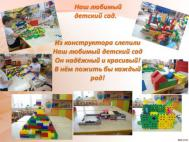 Наш любимый
детский сад.
Из конструктора слепили
Наш любимый детский сад
Он надёжный и красивый!
В нём пожить бы каждый
рад!